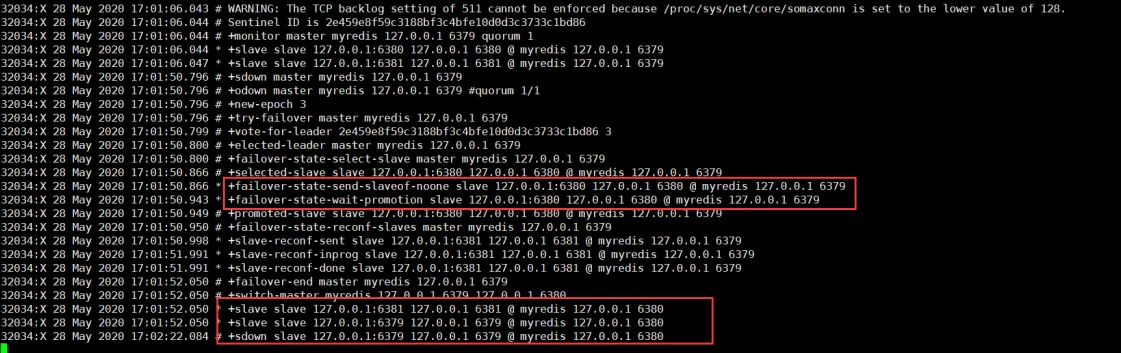 32034:X 28 May 2020 17:01:06.043 # WARNING: The TCP backlog setting of 511 cannot be enforced because /proc/sys/net/core/somaxconn is set to the lower value of 128.
32034:X 28 May 2020 17:01:06.044 # Sentinel ID is 2e459e8f59c3188bf3c4bfe10d0d3c3733c1bd86
32034:X 28 May 2020 17:01:06.044 # +monitor master myredis 127.0.0.1 6379 quorum 1
32034:X 28 May 2020 17:01:06.044 * +slave slave 127.0.0.1:6380 127.0.0.1 6380 @ myredis 127.0.0.1 6379
32034:X 28 May 2020 17:01:06.047 * +slave slave 127.0.0.1:6381 127.0.0.1 6381 @ myredis 127.0.0.1 6379
32034:X 28 May 2020 17:01:50.796 # +sdown master myredis 127.0.0.1 6379
32034:X 28 May 2020 17:01:50.796 # +odown master myredis 127.0.0.1 6379 #quorum 1/1
32034:X 28 May 2020 17:01:50.796 # +new-epoch 3
32034:X 28 May 2020 17:01:50.796 # +try-failover master myredis 127.0.0.1 6379
32034:X 28 May 2020 17:01:50.799 # +vote-for-leader 2e459e8f59c3188bf3c4bfe10d0d3c3733c1bd86 3
32034:X 28 May 2020 17:01:50.800 # +elected-leader master myredis 127.0.0.1 6379
32034:X 28 May 2020 17:01:50.800 # +failover-state-select-slave master myredis 127.0.0.1 6379
32034:X 28 May 2020 17:01:50.866 # +selected-slave slave 127.0.0.1:6380 127.0.0.1 6380 @ myredis 127.0.0.1 6379
32034:X 28 May 2020 17:01:50.866 * +failover-state-send-slaveof-noone slave 127.0.0.1:6380 127.0.0.1 6380 @ myredis 127.0.0.1 6379
32034:X 28 May 2020 17:01:50.943 * +failover-state-wait-promotion slave 127.0.0.1:6380 127.0.0.1 6380 @ myredis 127.0.0.1 6379
32034:X 28 May 2020 17:01:50.949 # +promoted-slave slave 127.0.0.1:6380 127.0.0.1 6380 @ myredis 127.0.0.1 6379
32034:X 28 May 2020 17:01:50.950 # +failover-state-reconf-slaves master myredis 127.0.0.1 6379
32034:X 28 May 2020 17:01:50.998 * +slave-reconf-sent slave 127.0.0.1:6381 127.0.0.1 6381 @ myredis 127.0.0.1 6379
32034:X 28 May 2020 17:01:51.991 * +slave-reconf-inprog slave 127.0.0.1:6381 127.0.0.1 6381 @ myredis 127.0.0.1 6379
32034:X 28 May 2020 17:01:51.991 * +slave-reconf-done slave 127.0.0.1:6381 127.0.0.1 6381 @ myredis 127.0.0.1 6379
32034:X 28 May 2020 17:01:52.050 # +failover-end master myredis 127.0.0.1 6379
32034:X 28 May 2020 17:01:52.050 # +switch-master myredis 127.0.0.1 6379 127.0.0.1 6380
32034:X 28 May 2020 17:01:52.050 * +slave slave 127.0.0.1:6381 127.0.0.1 6381 @ myredis 127.0.0.1 6380
32034:X 28 May 2020 17:01:52.050 * +slave slave 127.0.0.1:6379 127.0.0.1 6379 @ myredis 127.0.0.1 6380
32034:X 28 May 2020 17:02:22.084 # +sdown slave 127.0.0.1:6379 127.0.0.1 6379 @ myredis 127.0.0.1 6380